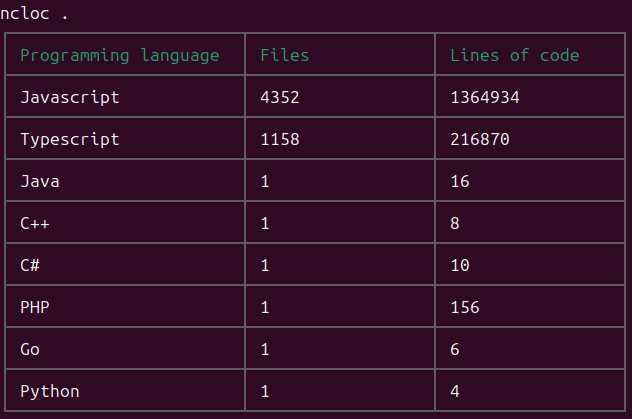 ncloc .
Programming language Files Lines of code
Javascript 4352 1364934
Typescript 1158 216870
Java 1 16
C++ 1 8
C# 1 10
PHP 1 156
Go 1 6
Python 1 4